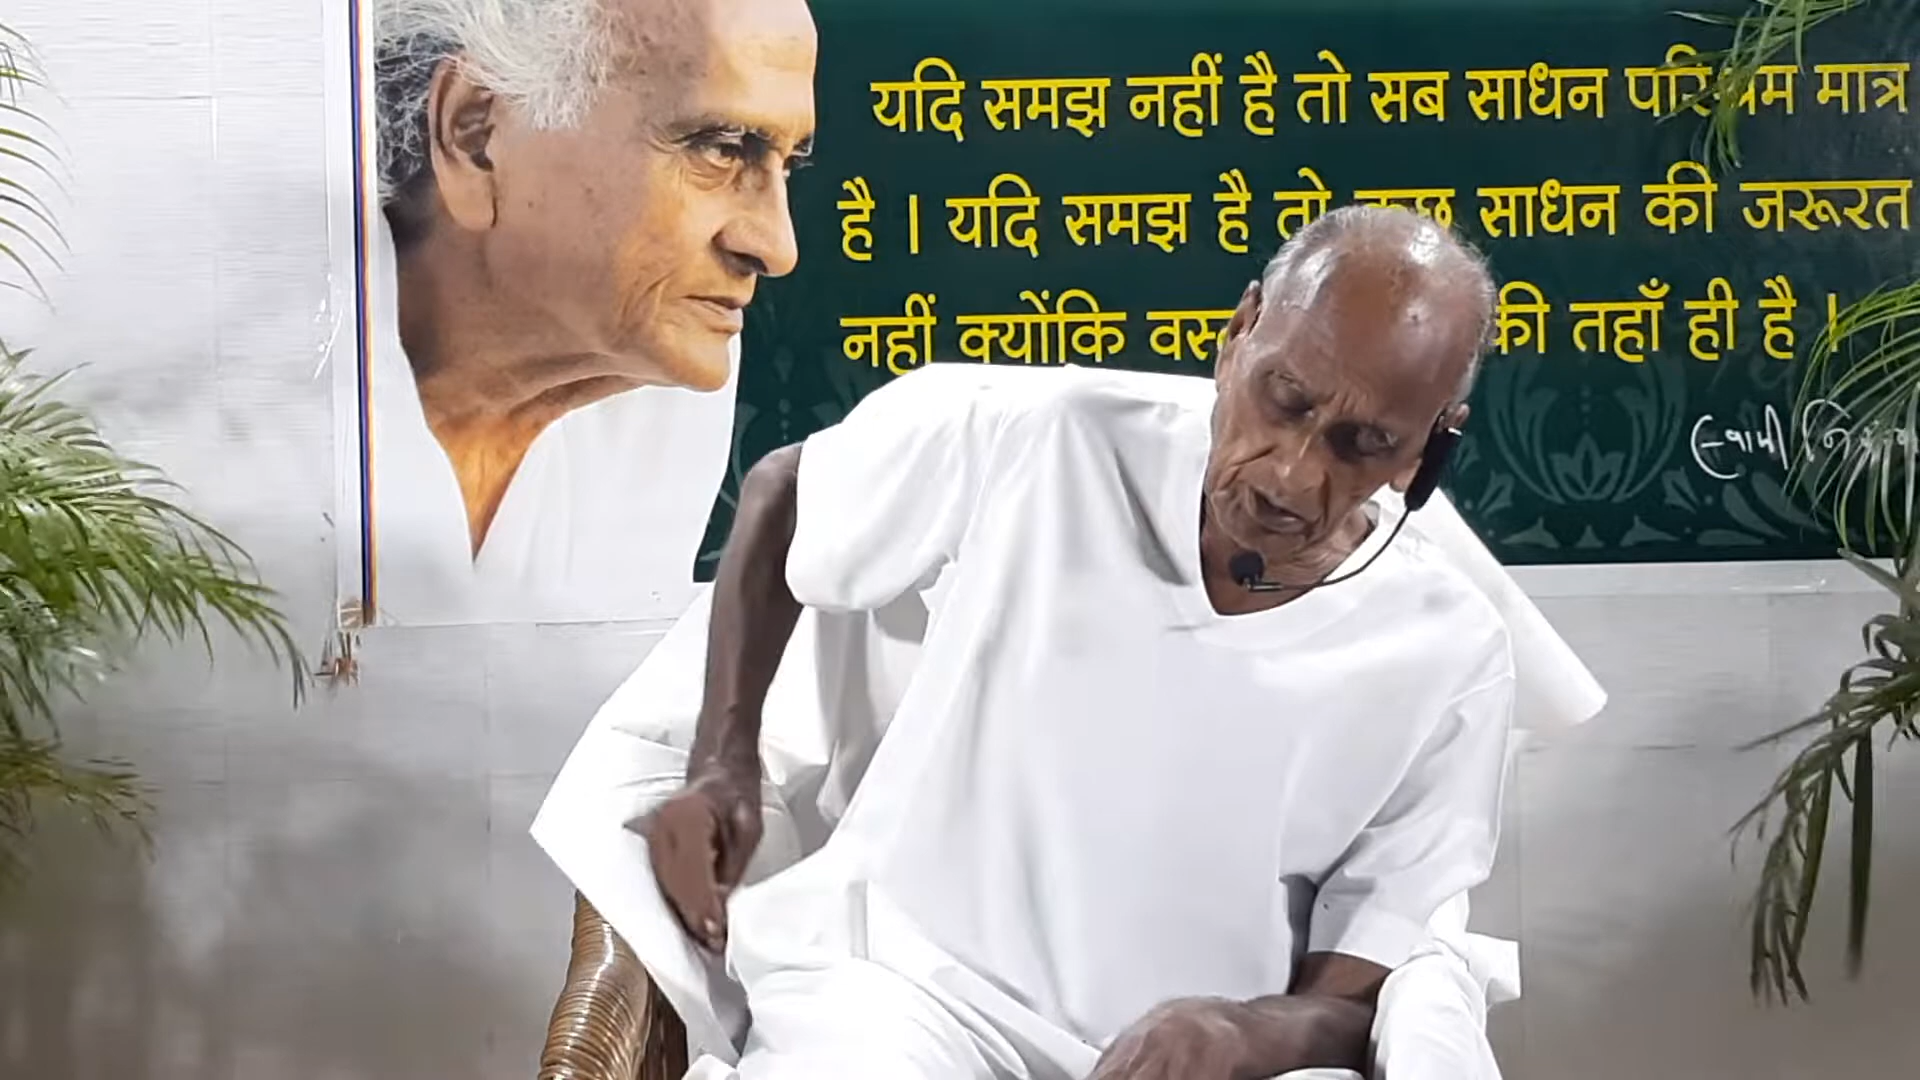 यदि समझ नहीं है तो सब साधन परिश्रम मात्र
है । यदि समझ है तो कुछ साधन की जरूरत
नहीं क्योंकि की तहाँ ही है ।
स्वामी